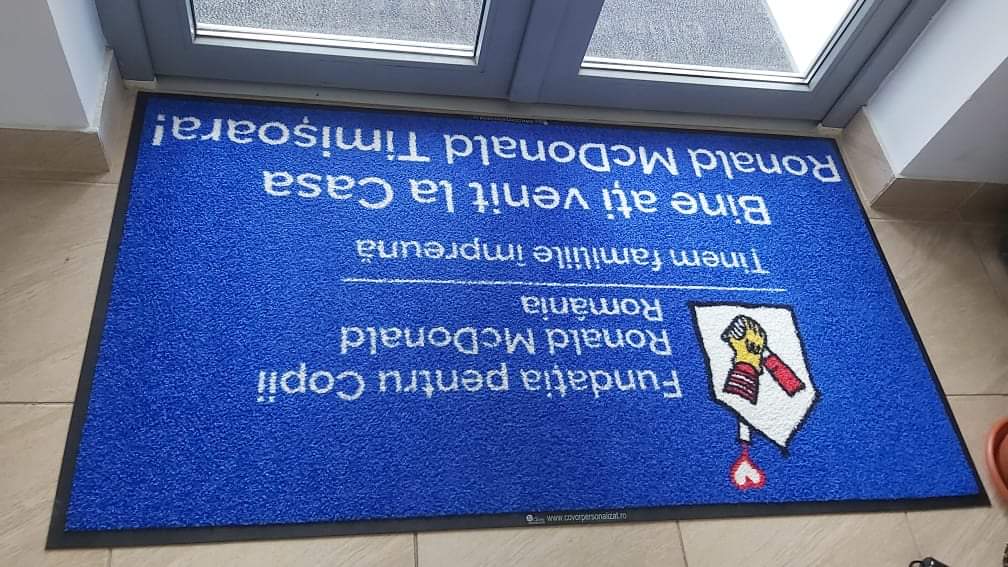 Fundația pentru Copii
Ronald McDonald
România
Ținem familiile împreună
Bine ați venit la Casa
Ronald McDonald Timișoara!
www.covorpersonalizat.ro